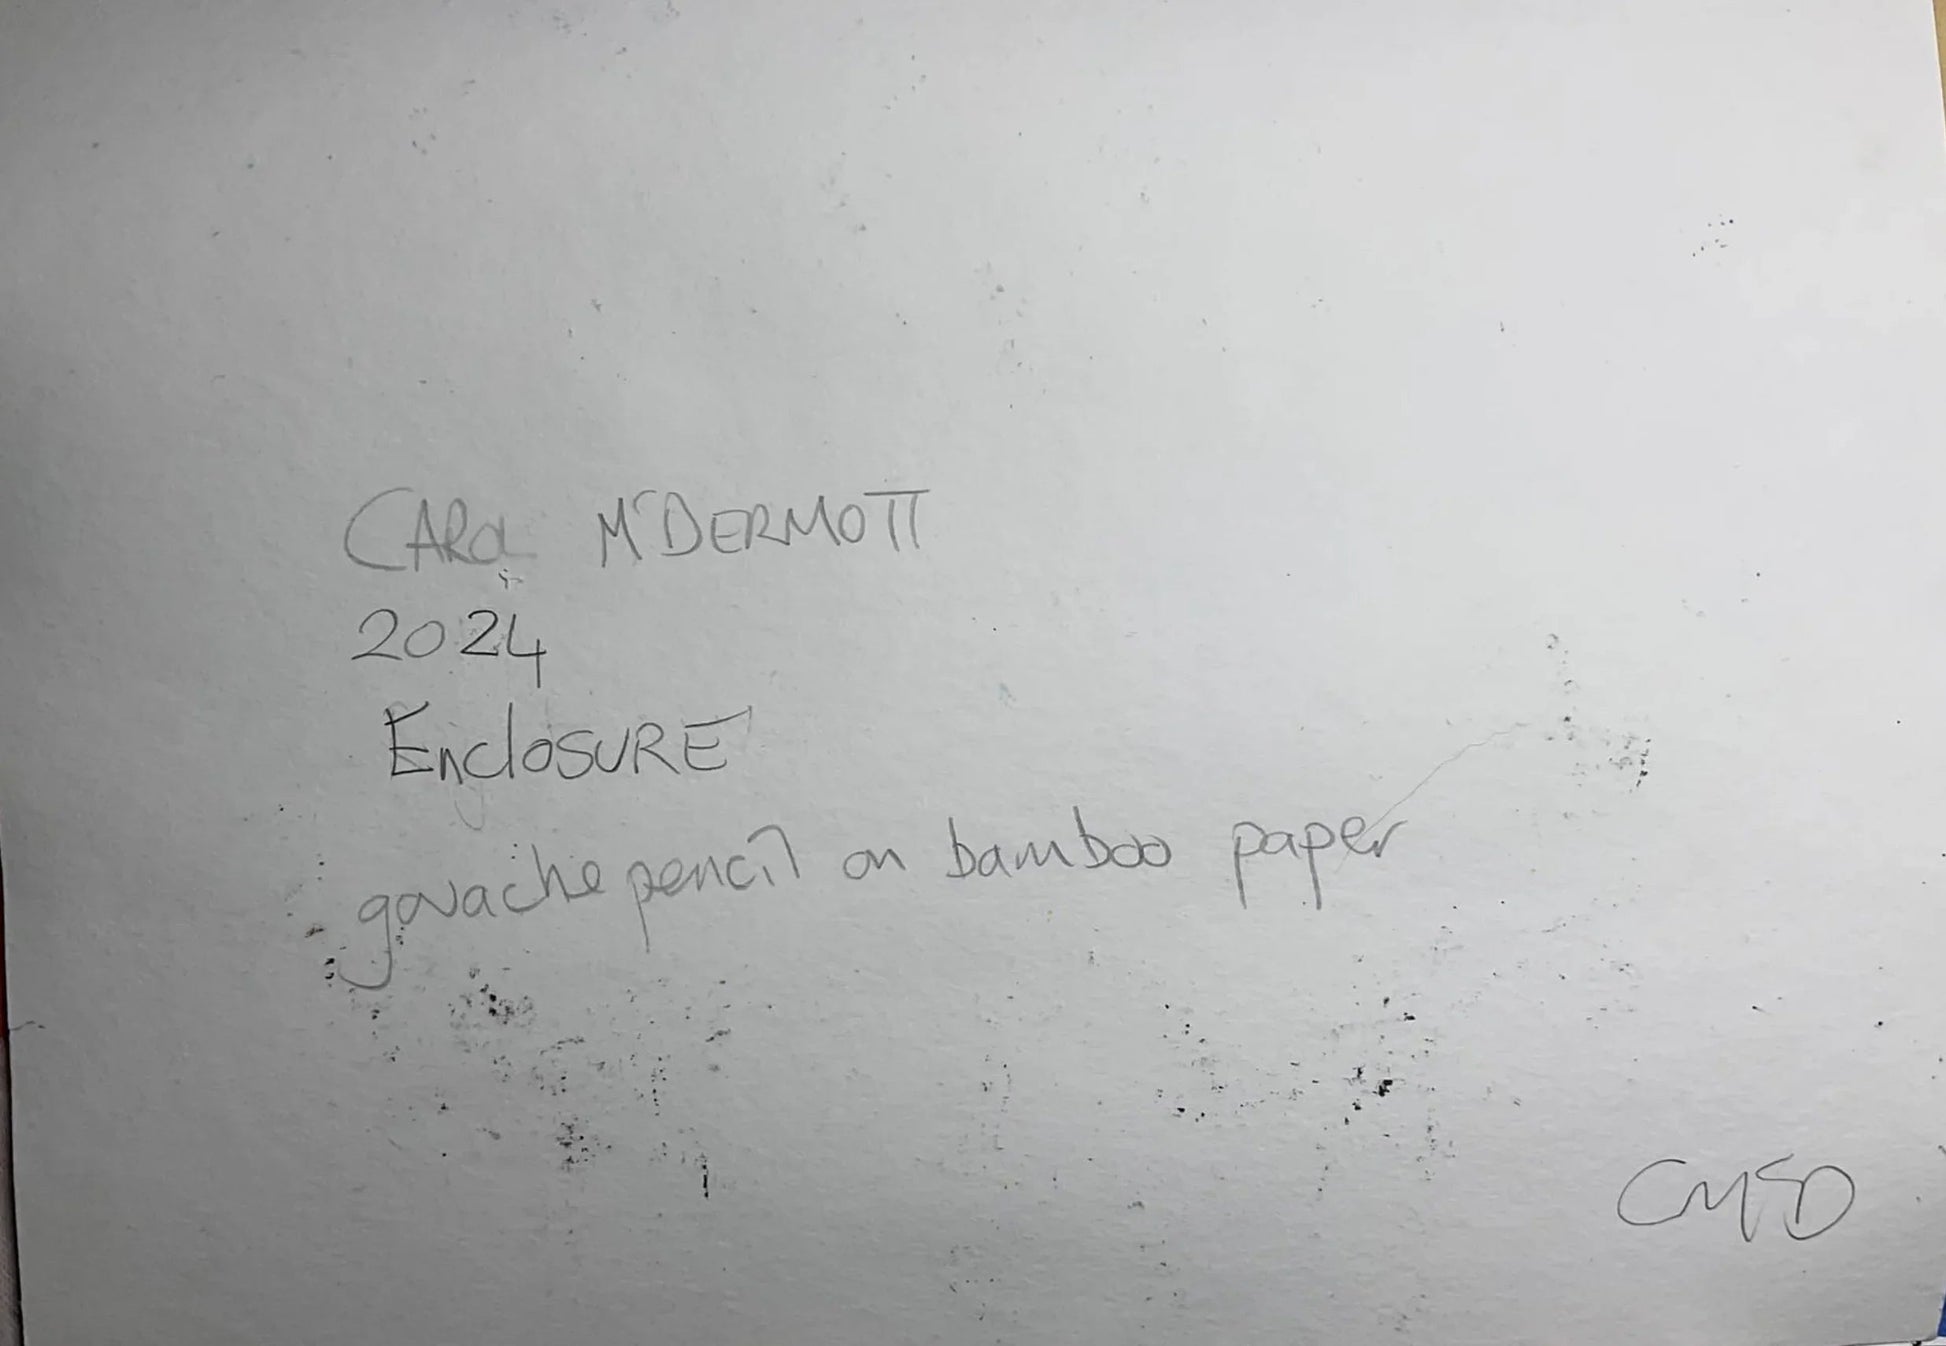 CAROL McDERMOTT
2024
EnclosURE
gouache pencil on bamboo paper
CMcD